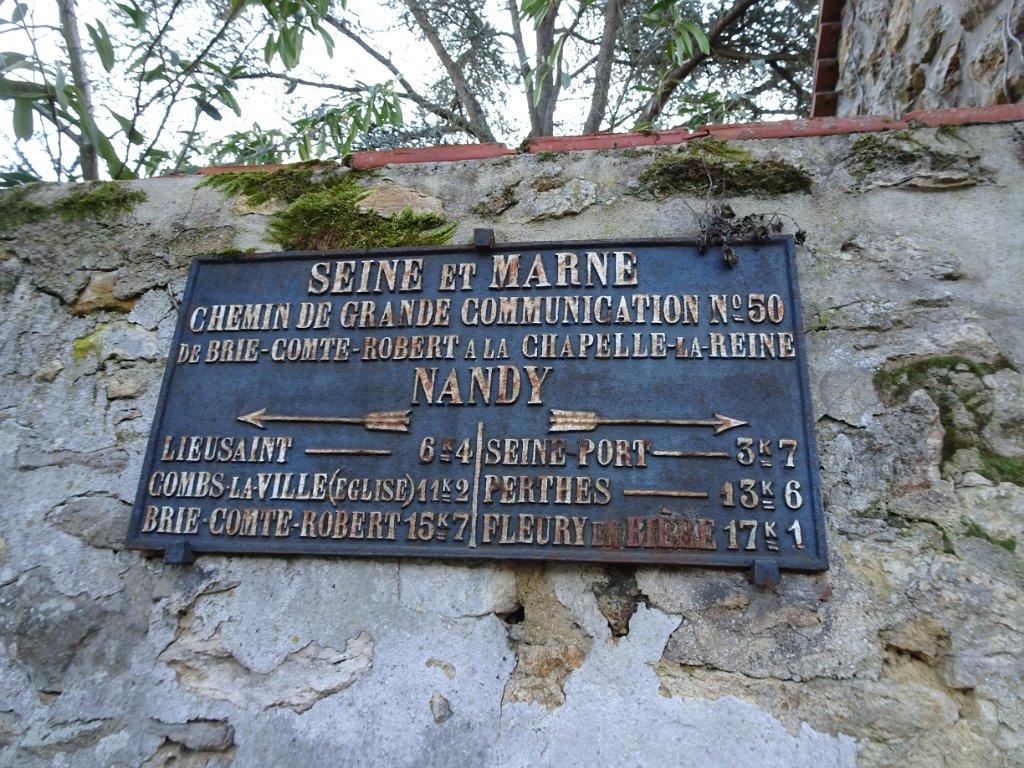 SEINE ET MARNE
CHEMIN DE GRANDE COMMUNICATION No 50
DE BRIE-COMTE-ROBERT A LA CHAPELLE-LA-REINE
NANDY
LIEUSAINT 6K4 SEINE-PORT 3K7
COMBS-LA-VILLE (EGLISE) 11K2 PERTHES 13K6
BRIE-COMTE-ROBERT 15K7 FLEURY EN BIÈRE 17K1